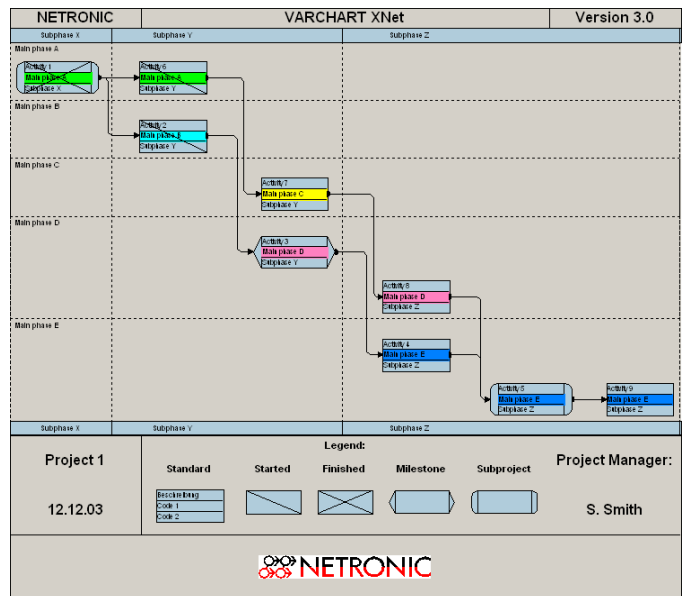 NETRONIC VARCHART XNet Version 3.0
Subphase X Subphase Y Subphase Z
Main phase A
Activity 1 Activity 6
Main phase A Main phase A
Subphase X Subphase Y
Main phase B
Activity 2
Main phase B
Subphase Y
Main phase C
Activity 7
Main phase C
Subphase Y
Main phase D
Activity 3
Main phase D
Subphase Y
Activity 8
Main phase D
Subphase Z
Main phase E
Activity 4
Main phase E
Subphase Z
Activity 5 Activity 9
Main phase E Main phase E
Subphase Z Subphase Z
Subphase X Subphase Y Subphase Z
Legend:
Project 1 Project Manager:
Standard Started Finished Milestone Subproject
Beschreibung
Code 1
Code 2
12.12.03 S. Smith
NETRONIC